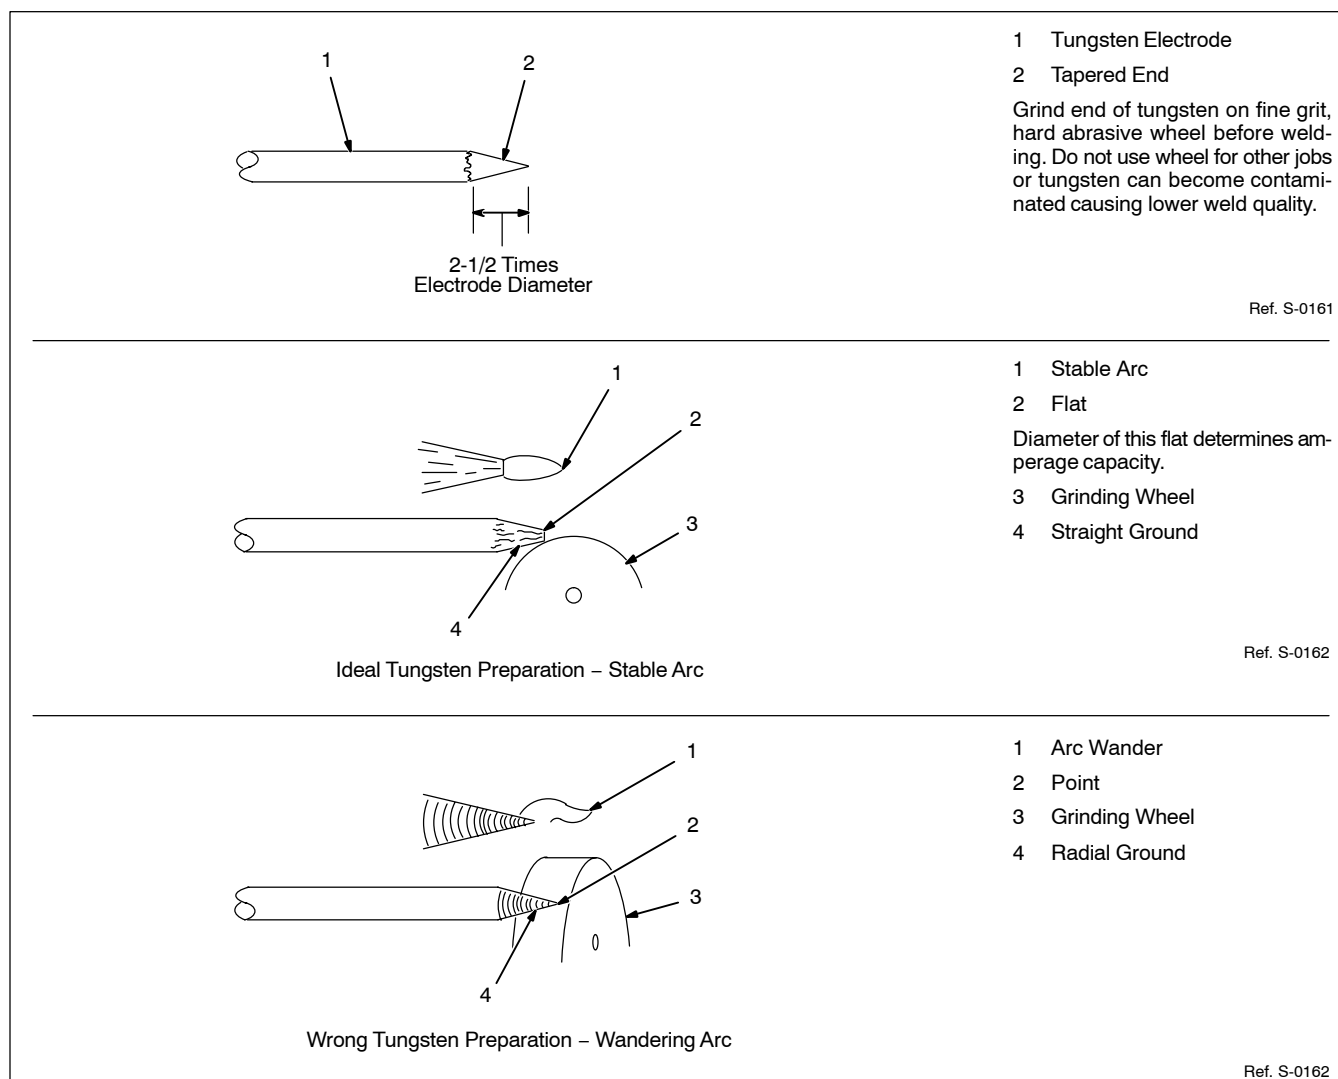 1
2
2-1/2 Times
Electrode Diameter
1 Tungsten Electrode
2 Tapered End
Grind end of tungsten on fine grit,
hard abrasive wheel before weld-
ing. Do not use wheel for other jobs
or tungsten can become contami-
nated causing lower weld quality.
Ref. S-0161
1
2
3
4
Ideal Tungsten Preparation – Stable Arc
1 Stable Arc
2 Flat
Diameter of this flat determines am-
perage capacity.
3 Grinding Wheel
4 Straight Ground
Ref. S-0162
1
2
3
4
Wrong Tungsten Preparation – Wandering Arc
1 Arc Wander
2 Point
3 Grinding Wheel
4 Radial Ground
Ref. S-0162